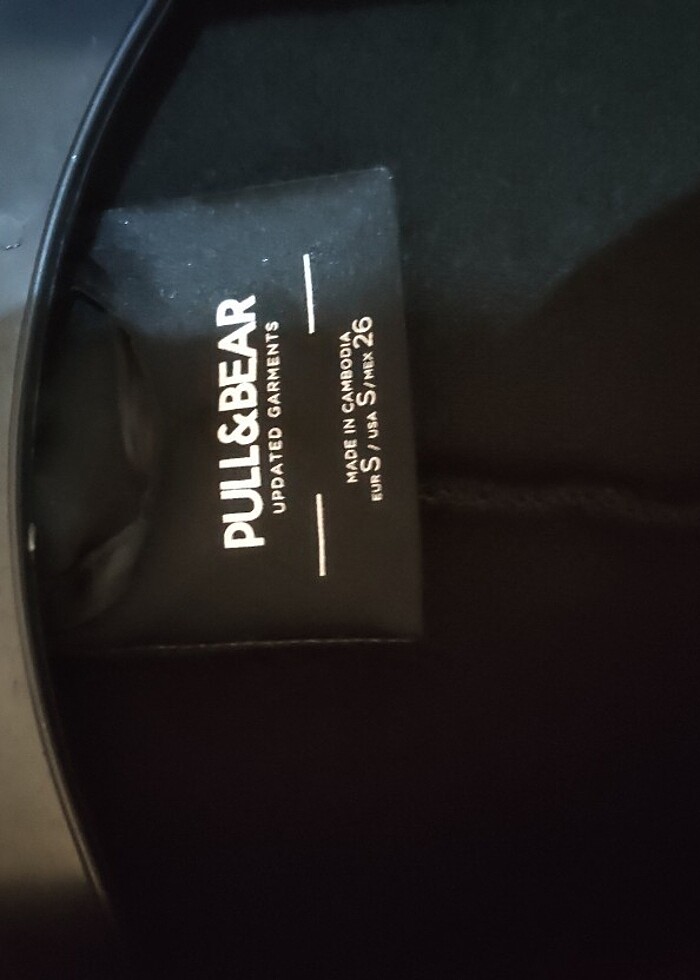 PULL&BEAR
UPDATED GARMENTS
MADE IN CAMBODIA
EUR S / USA S / MEX 26